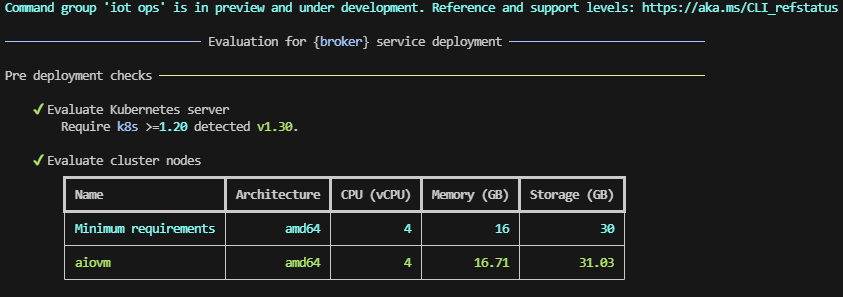 Command group 'iot ops' is in preview and under development. Reference and support levels: https://aka.ms/CLI_refstatus
Evaluation for {broker} service deployment
Pre deployment checks
✓ Evaluate Kubernetes server
Require k8s >=1.20 detected v1.30.
✓ Evaluate cluster nodes
Name Architecture CPU (vCPU) Memory (GB) Storage (GB)
Minimum requirements amd64 4 16 30
aiovm amd64 4 16.71 31.03